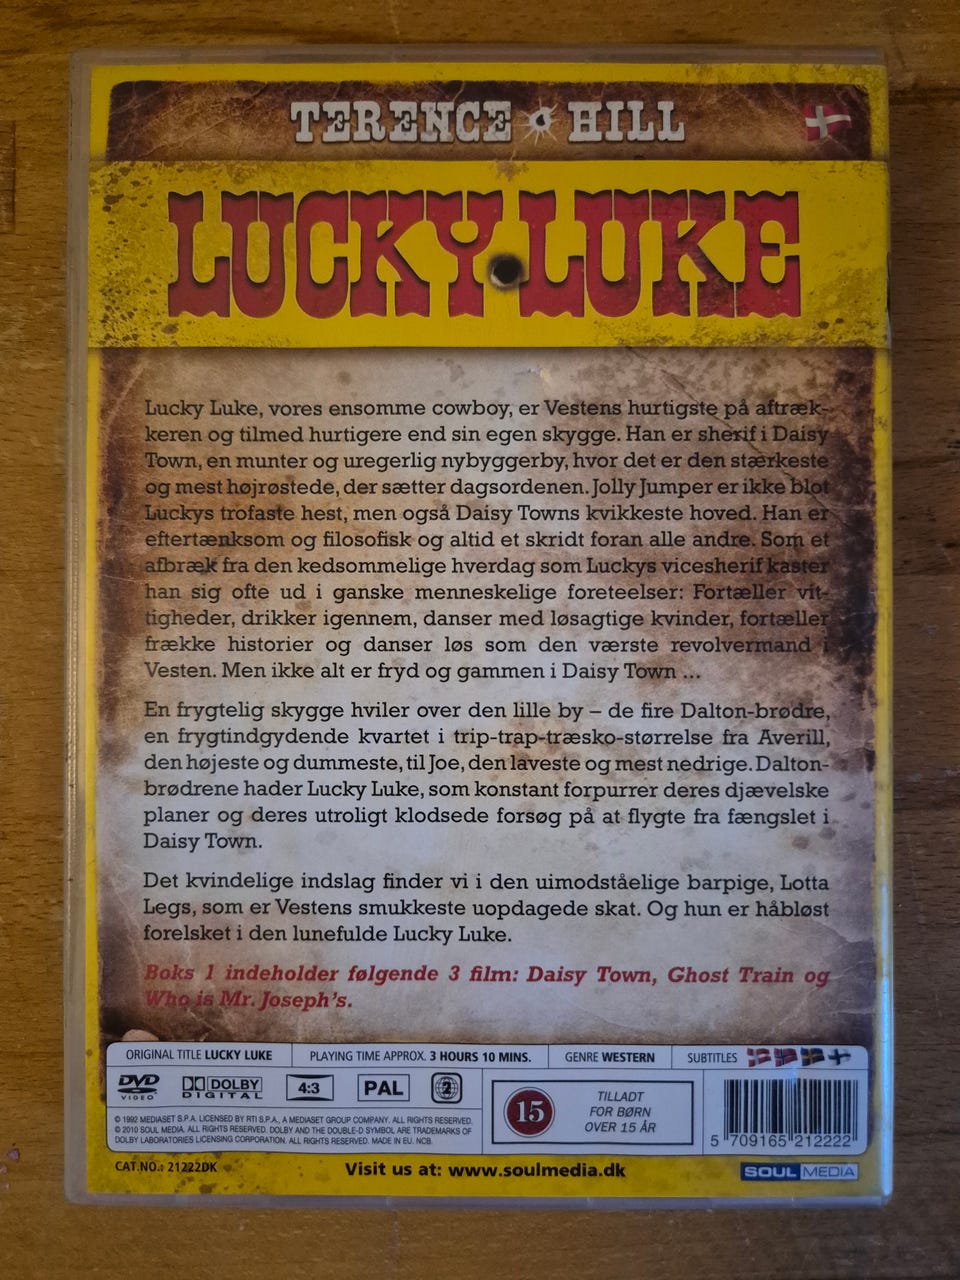 TERENCE HILL
LUCKY LUKE
Lucky Luke, vores ensomme cowboy, er Vestens hurtigste på aftræk-
keren og tilmed hurtigere end sin egen skygge. Han er sherif i Daisy
Town, en munter og uregerlig nybyggerby, hvor det er den stærkeste
og mest højrøstede, der sætter dagsordenen. Jolly Jumper er ikke blot
Luckys trofaste hest, men også Daisy Towns kvikkeste hoved. Han er
eftertænksom og filosofisk og altid et skridt foran alle andre. Som et
afbræk fra den kedsommelige hverdag som Luckys vicesherif kaster
han sig ofte ud i ganske menneskelige foreteelser: Fortæller vit-
tigheder, drikker igennem, danser med løsagtige kvinder, fortæller
frække historier og danser løs som den værste revolvermand i
Vesten. Men ikke alt er fryd og gammen i Daisy Town ...
En frygtelig skygge hviler over den lille by – de fire Dalton-brødre,
en frygtindgydende kvartet i trip-trap-træsko-størrelse fra Averill,
den højeste og dummeste, til Joe, den laveste og mest nedrige. Dalton-
brødrene hader Lucky Luke, som konstant forpurrer deres djævelske
planer og deres utroligt klodsede forsøg på at flygte fra fængslet i
Daisy Town.
Det kvindelige indslag finder vi i den uimodståelige barpige, Lotta
Legs, som er Vestens smukkeste uopdagede skat. Og hun er håbløst
forelsket i den lunefulde Lucky Luke.
Boks 1 indeholder følgende 3 film: Daisy Town, Ghost Train og
Who is Mr. Joseph's.
ORIGINAL TITLE LUCKY LUKE PLAYING TIME APPROX. 3 HOURS 10 MINS. GENRE WESTERN SUBTITLES
DVD VIDEO DOLBY DIGITAL 4:3 PAL 2
© 1992 MEDIASET S.P.A. LICENSED BY RTI S.P.A., A MEDIASET GROUP COMPANY. ALL RIGHTS RESERVED.
© 2010 SOUL MEDIA. ALL RIGHTS RESERVED. DOLBY AND THE DOUBLE-D SYMBOL ARE TRADEMARKS OF
DOLBY LABORATORIES LICENSING CORPORATION. ALL RIGHTS RESERVED. MADE IN EU. NCB.
15
TILLADT
FOR BØRN
OVER 15 ÅR
5 709165 212222
CAT.NO.: 21222DK Visit us at: www.soulmedia.dk SOUL MEDIA